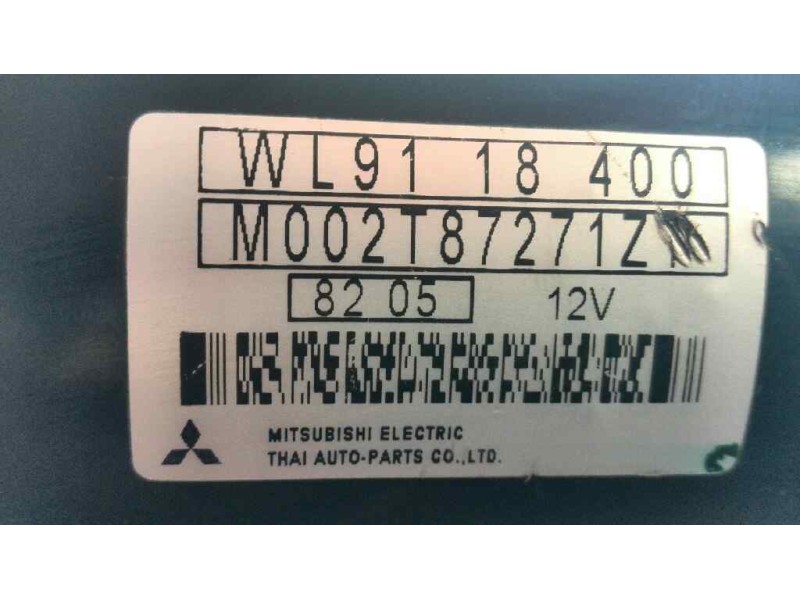 WL91 18 400
M002T87271Z
82 05
12V
MITSUBISHI ELECTRIC
THAI AUTO-PARTS CO.,LTD.